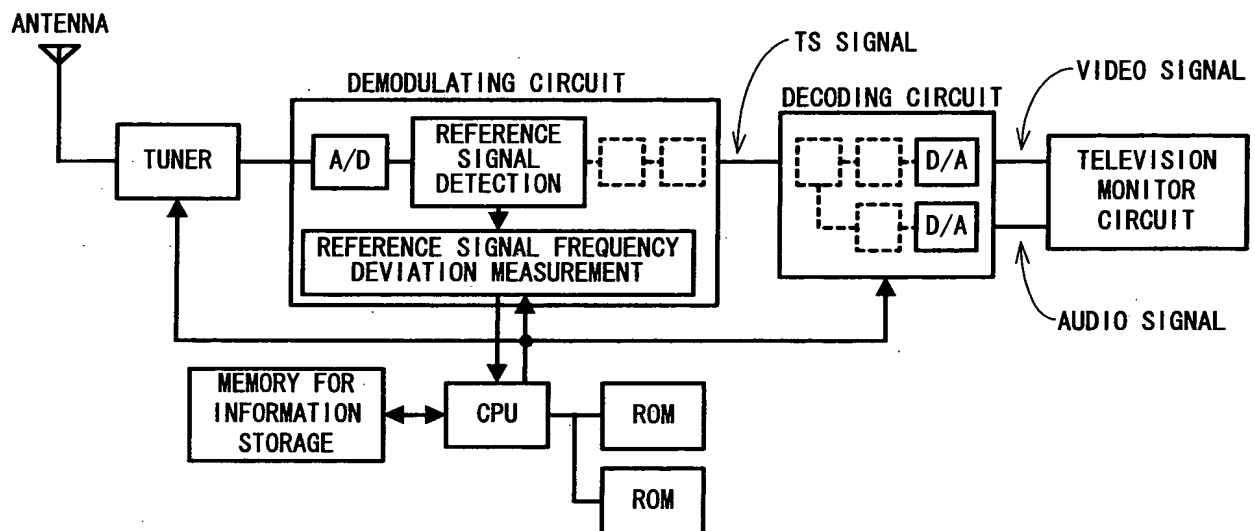 ANTENNA
TS SIGNAL
DEMODULATING CIRCUIT
VIDEO SIGNAL
DECODING CIRCUIT
TUNER
A/D
REFERENCE
SIGNAL
DETECTION
D/A
TELEVISION
MONITOR
CIRCUIT
D/A
REFERENCE SIGNAL FREQUENCY
DEVIATION MEASUREMENT
AUDIO SIGNAL
MEMORY FOR
INFORMATION
STORAGE
CPU
ROM
ROM